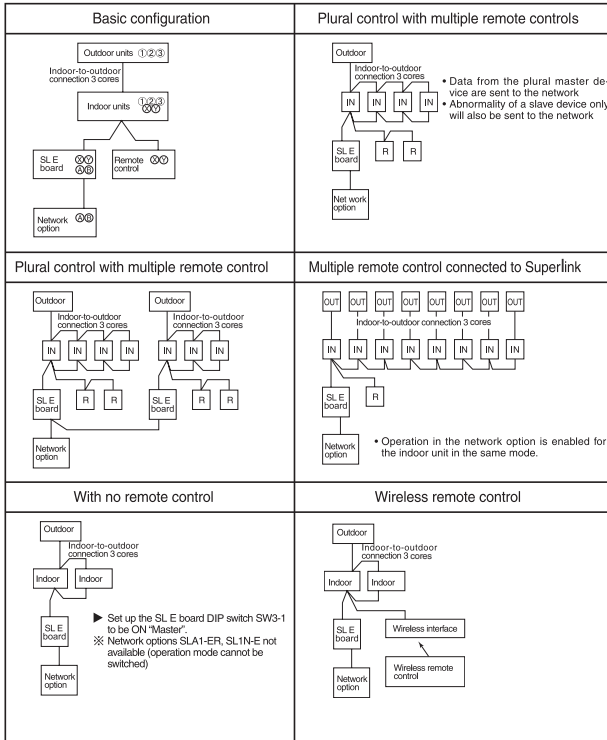 Basic configuration
Outdoor units ①②③
Indoor-to-outdoor
connection 3 cores
Indoor units ①②③
ⓍⓎ
SL E ⓍⓎ
board ⒶⒷ
Remote ⓍⓎ
control
Network ⒶⒷ
option
Plural control with multiple remote controls
Outdoor
Indoor-to-outdoor
connection 3 cores
IN IN IN IN
• Data from the plural master de-
vice are sent to the network
• Abnormality of a slave device only
will also be sent to the network
SL E
board
R R
Net work
option
Plural control with multiple remote control
Outdoor Outdoor
Indoor-to-outdoor
connection 3 cores
Indoor-to-outdoor
connection 3 cores
IN IN IN IN IN IN IN IN
SL E
board
R R
SL E
board
R R
Network
option
Multiple remote control connected to Superlink
OUT OUT OUT OUT OUT OUT OUT OUT
Indoor-to-outdoor connection 3 cores
IN IN IN IN IN IN IN IN
SL E
board
R
Network
option
• Operation in the network option is enabled for
the indoor unit in the same mode.
With no remote control
Outdoor
Indoor-to-outdoor
connection 3 cores
Indoor Indoor
SL E
board
▶ Set up the SL E board DIP switch SW3-1
to be ON "Master".
※ Network options SLA1-ER, SL1N-E not
available (operation mode cannot be
switched)
Network
option
Wireless remote control
Outdoor
Indoor-to-outdoor
connection 3 cores
Indoor Indoor
SL E
board
Wireless interface
Network
option
Wireless remote
control